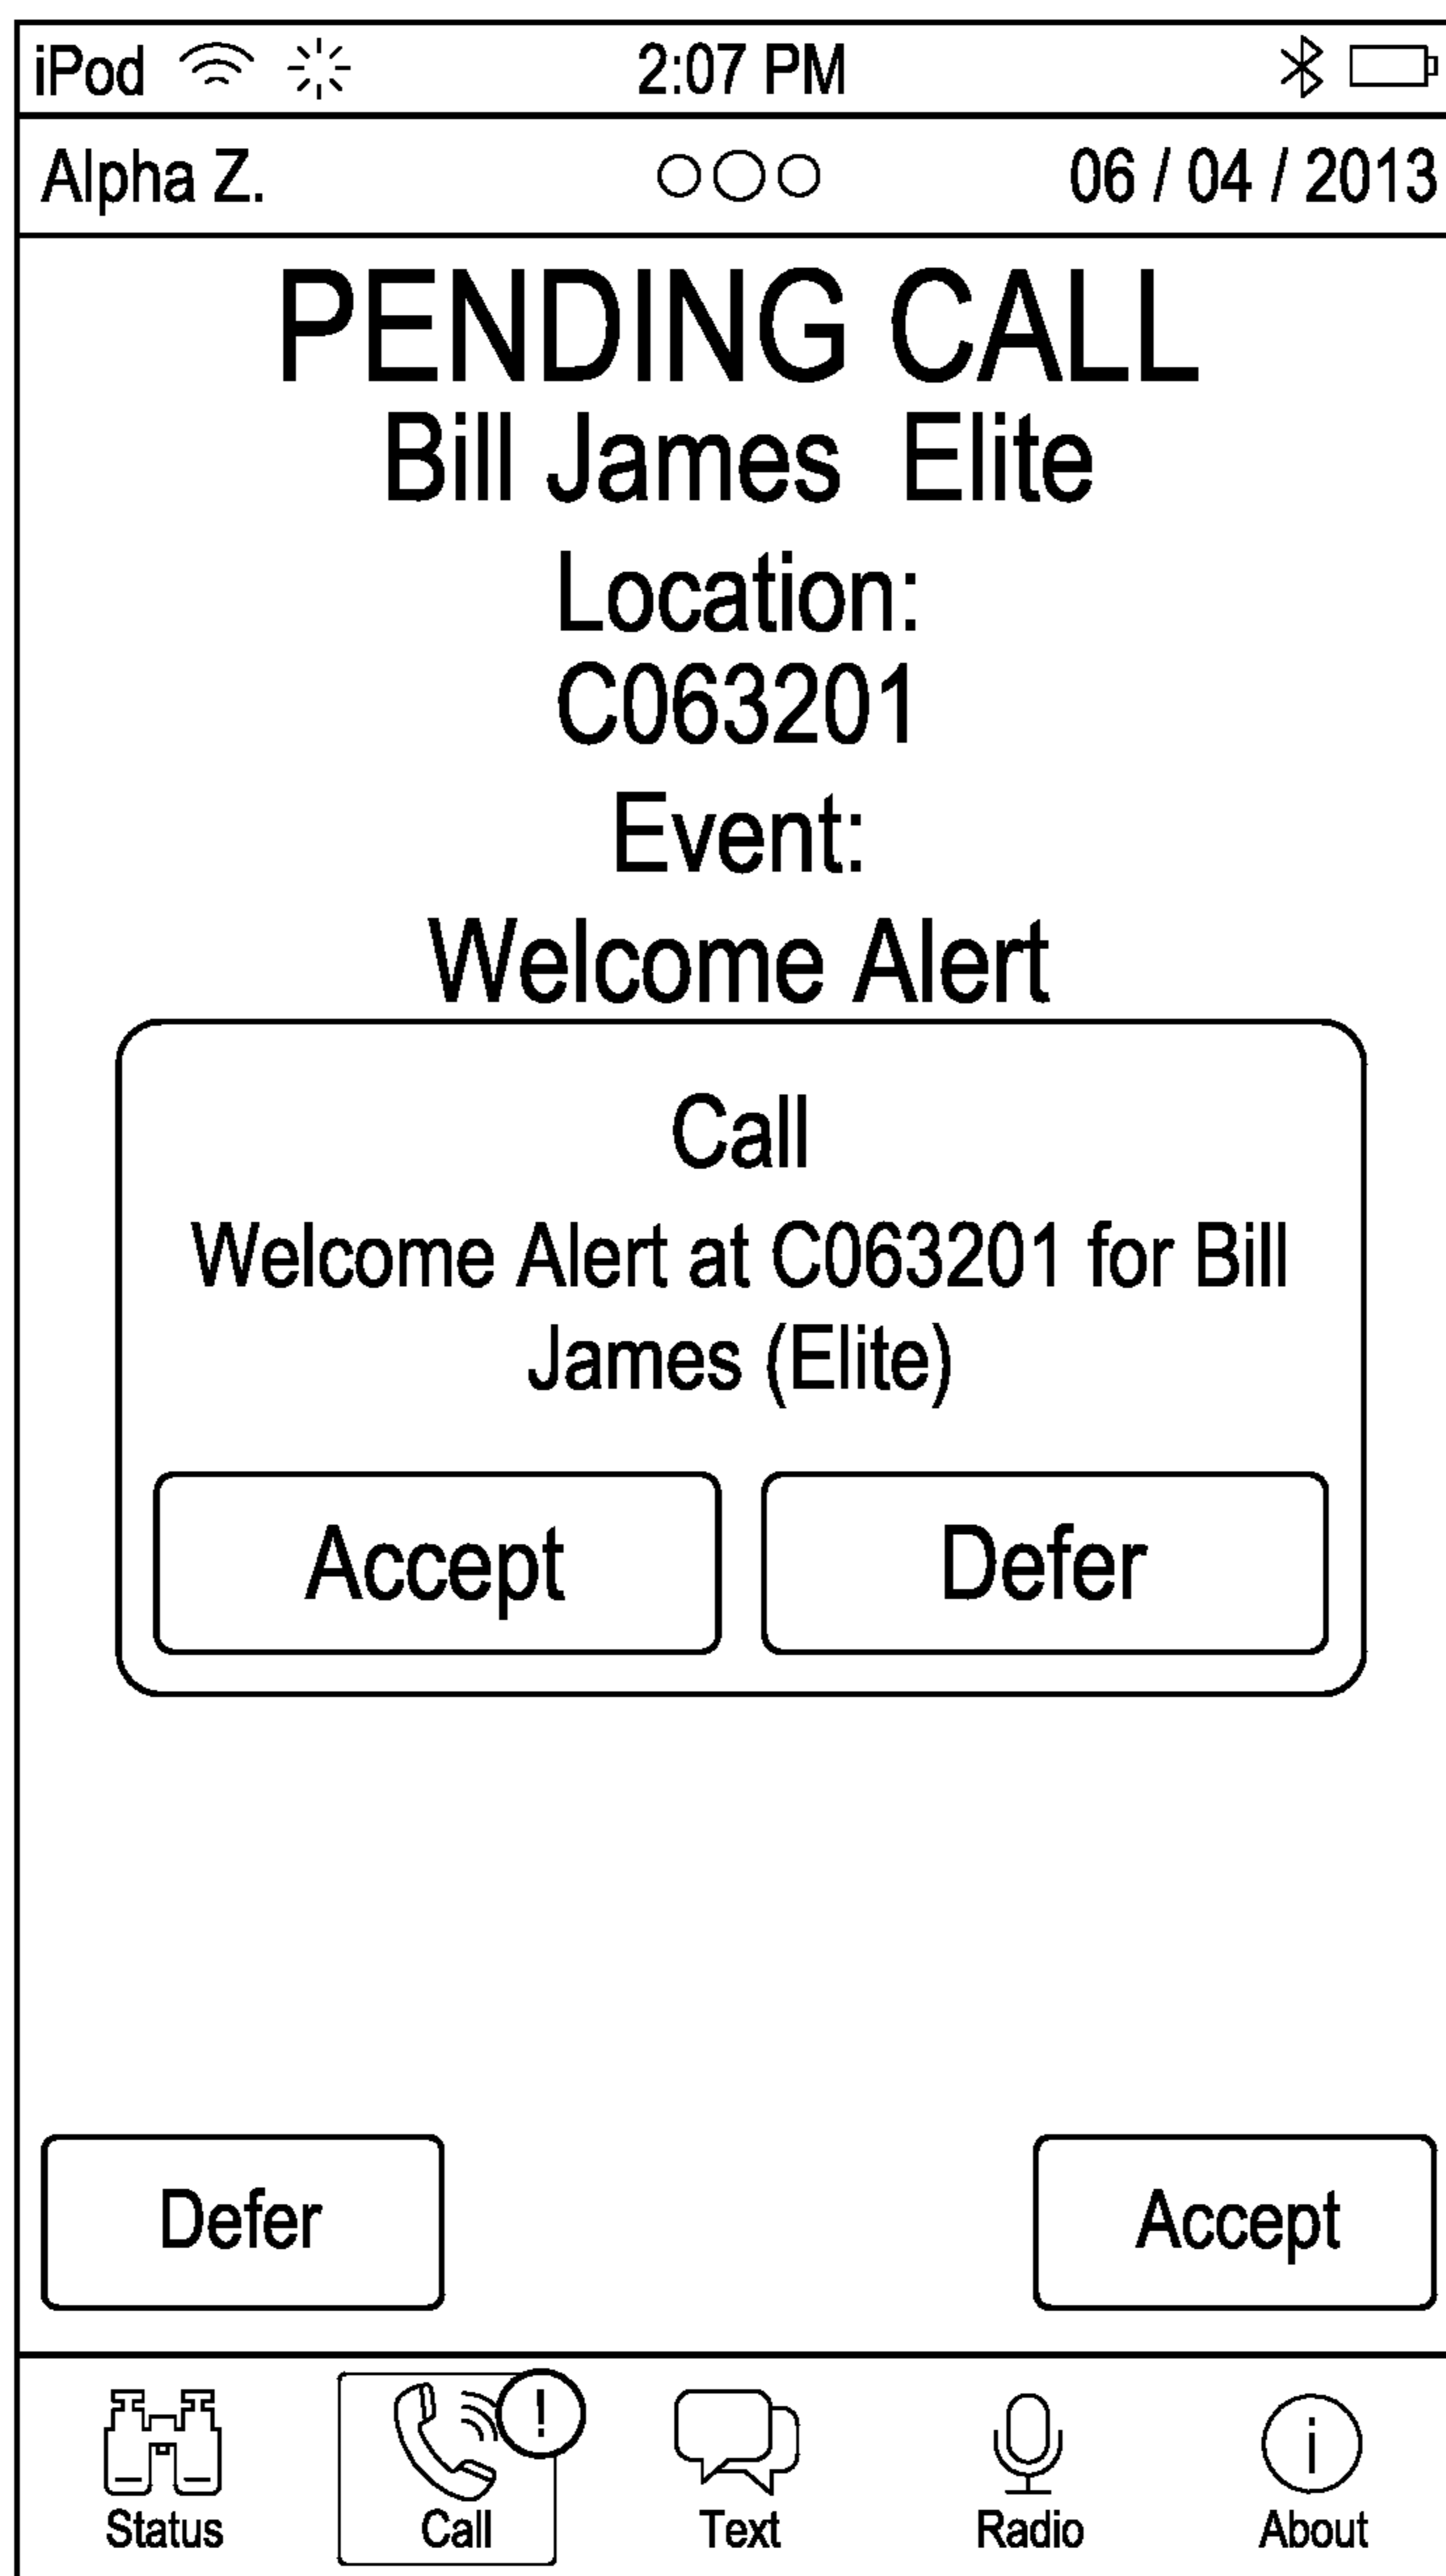 iPod 2:07 PM
Alpha Z. 06 / 04 / 2013
PENDING CALL
Bill James Elite
Location:
C063201
Event:
Welcome Alert
Call
Welcome Alert at C063201 for Bill
James (Elite)
Accept Defer
Defer Accept
!
i
Status Call Text Radio About